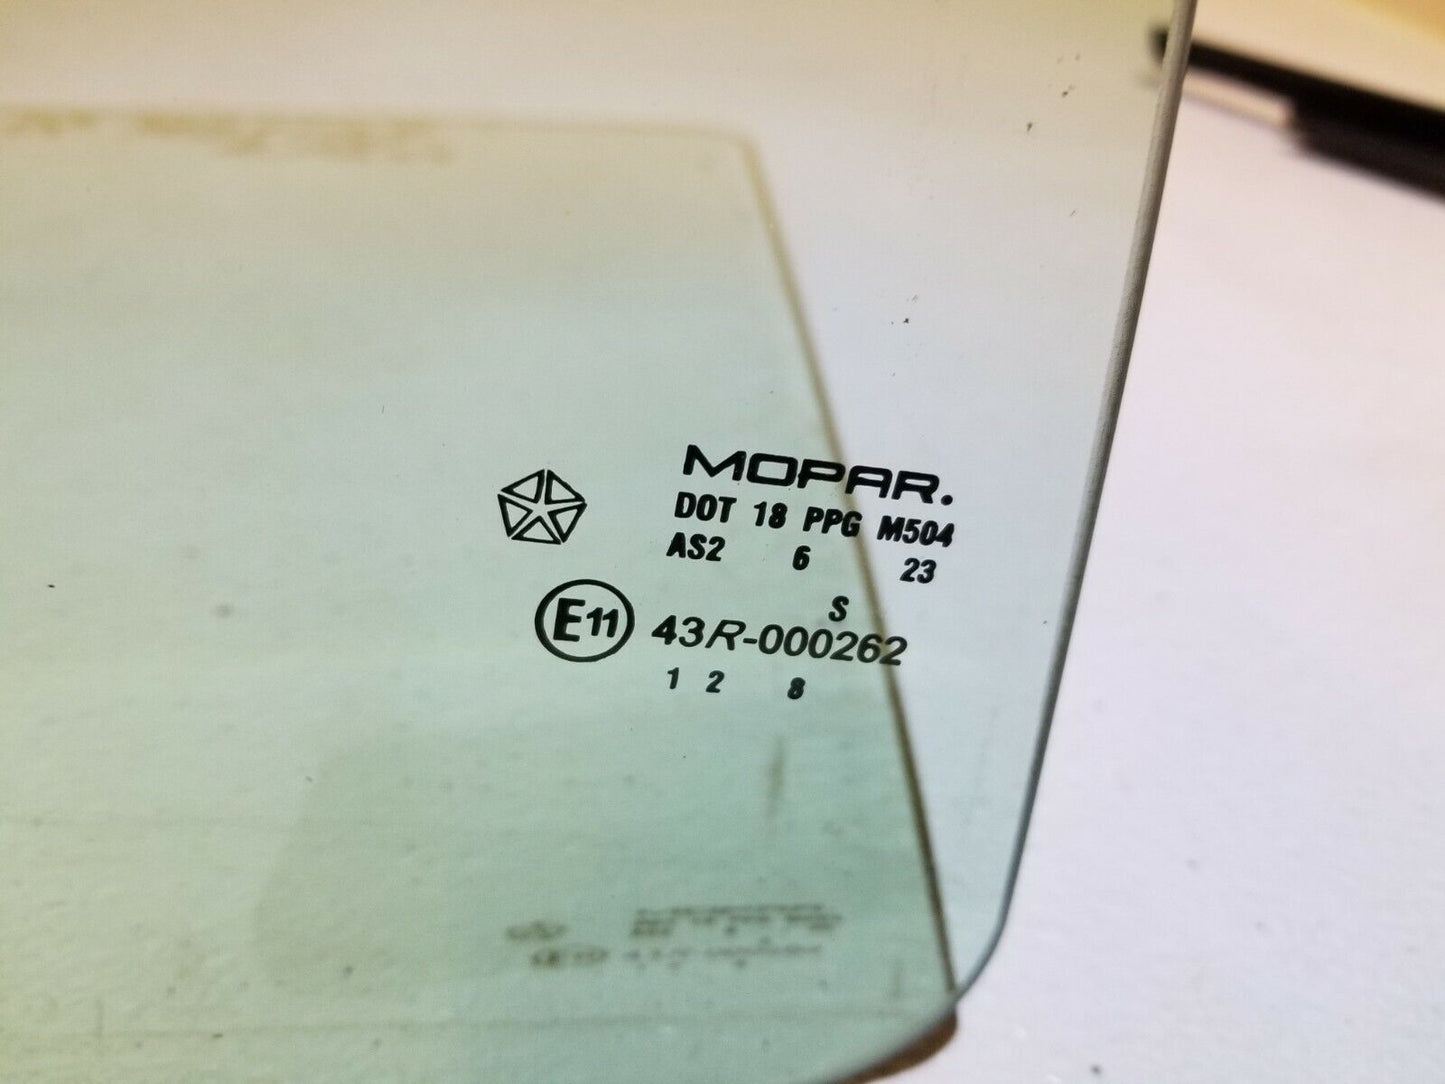 MOPAR.
DOT 18 PPG M504
AS2 6 23
S
E11 43R-000262
1 2 8